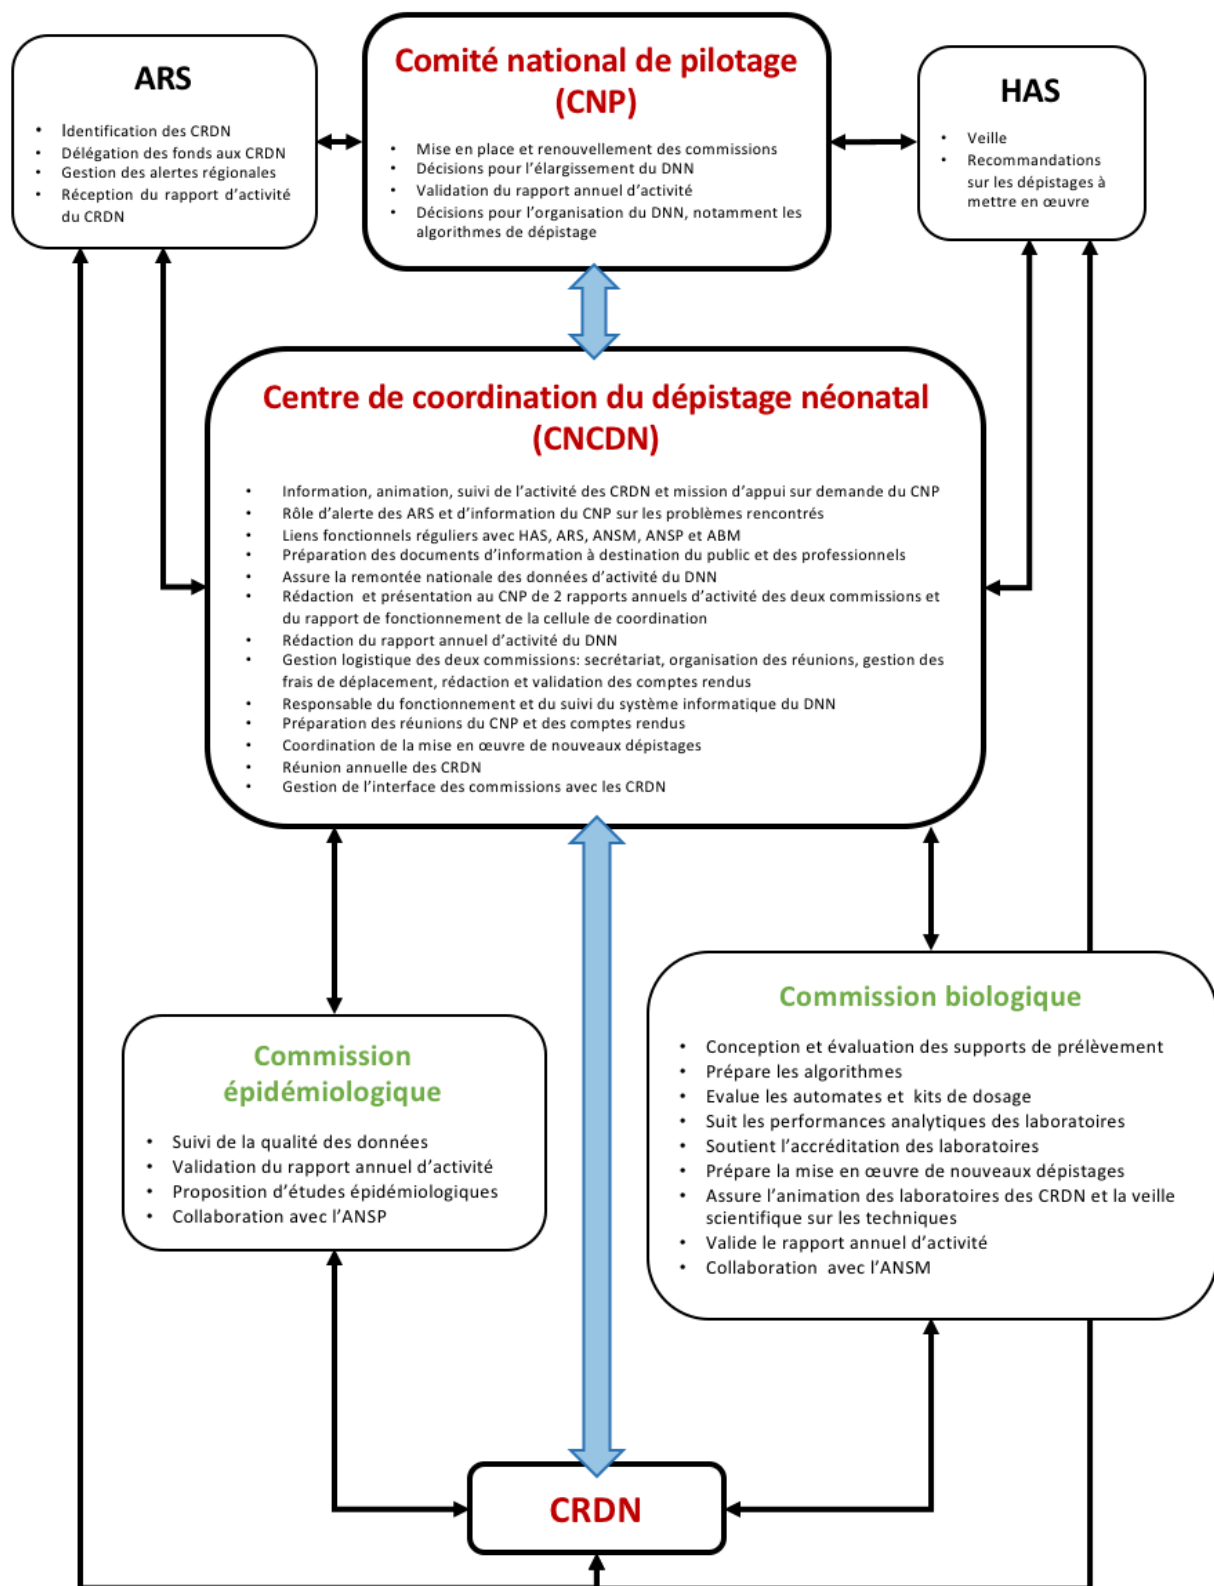 ARS
• Identification des CRDN
• Délégation des fonds aux CRDN
• Gestion des alertes régionales
• Réception du rapport d’activité
du CRDN
Comité national de pilotage
(CNP)
• Mise en place et renouvellement des commissions
• Décisions pour l’élargissement du DNN
• Validation du rapport annuel d’activité
• Décisions pour l’organisation du DNN, notamment les
algorithmes de dépistage
HAS
• Veille
• Recommandations
sur les dépistages à
mettre en œuvre
Centre de coordination du dépistage néonatal
(CNCDN)
• Information, animation, suivi de l’activité des CRDN et mission d’appui sur demande du CNP
• Rôle d’alerte des ARS et d’information du CNP sur les problèmes rencontrés
• Liens fonctionnels réguliers avec HAS, ARS, ANSM, ANSP et ABM
• Préparation des documents d’information à destination du public et des professionnels
• Assure la remontée nationale des données d’activité du DNN
• Rédaction et présentation au CNP de 2 rapports annuels d’activité des deux commissions et
du rapport de fonctionnement de la cellule de coordination
• Rédaction du rapport annuel d’activité du DNN
• Gestion logistique des deux commissions: secrétariat, organisation des réunions, gestion des
frais de déplacement, rédaction et validation des comptes rendus
• Responsable du fonctionnement et du suivi du système informatique du DNN
• Préparation des réunions du CNP et des comptes rendus
• Coordination de la mise en œuvre de nouveaux dépistages
• Réunion annuelle des CRDN
• Gestion de l’interface des commissions avec les CRDN
Commission
épidémiologique
• Suivi de la qualité des données
• Validation du rapport annuel d’activité
• Proposition d’études épidémiologiques
• Collaboration avec l’ANSP
Commission biologique
• Conception et évaluation des supports de prélèvement
• Prépare les algorithmes
• Evalue les automates et kits de dosage
• Suit les performances analytiques des laboratoires
• Soutient l’accréditation des laboratoires
• Prépare la mise en œuvre de nouveaux dépistages
• Assure l’animation des laboratoires des CRDN et la veille
scientifique sur les techniques
• Valide le rapport annuel d’activité
• Collaboration avec l’ANSM
CRDN